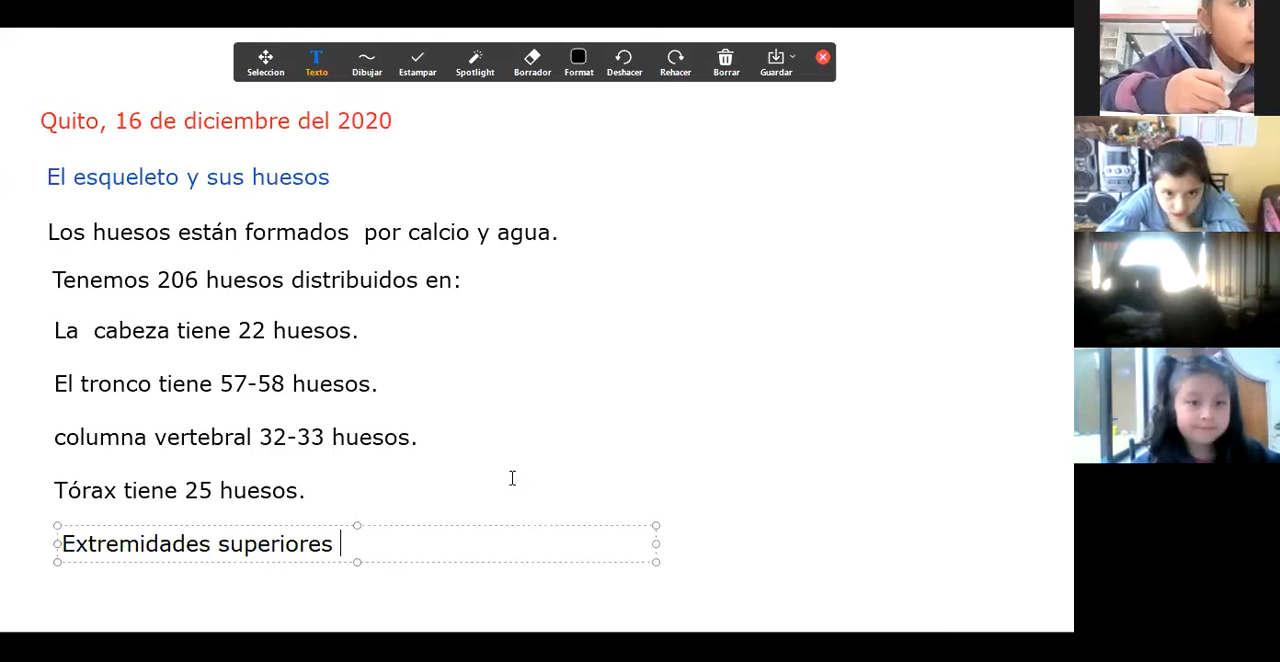 Seleccion Texto Dibujar Estampar Spotlight Borrador Format Deshacer Rehacer Borrar Guardar
Quito, 16 de diciembre del 2020
El esqueleto y sus huesos
Los huesos están formados por calcio y agua.
Tenemos 206 huesos distribuidos en:
La cabeza tiene 22 huesos.
El tronco tiene 57-58 huesos.
columna vertebral 32-33 huesos.
Tórax tiene 25 huesos.
Extremidades superiores